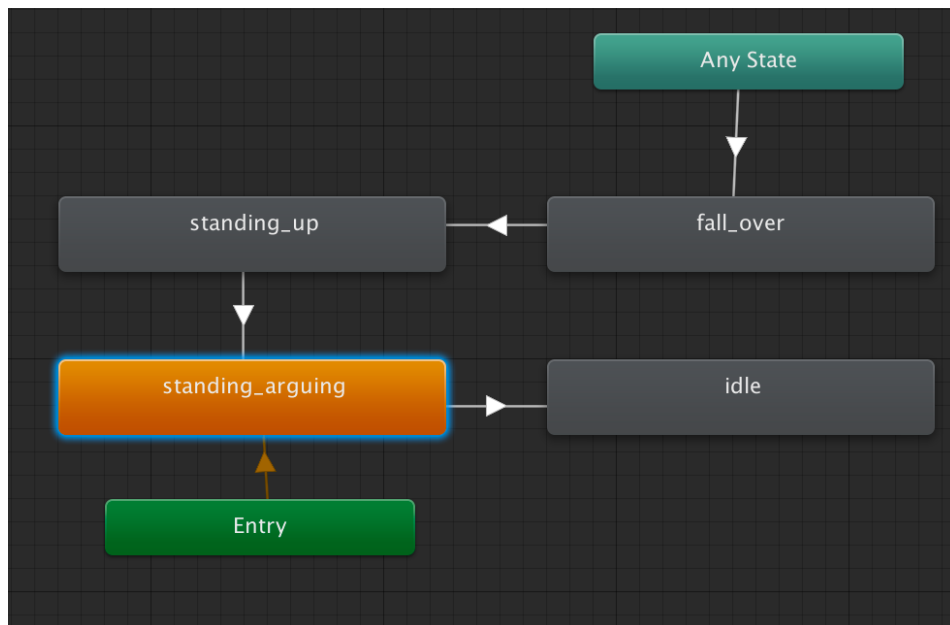 Any State
standing_up
fall_over
standing_arguing
idle
Entry